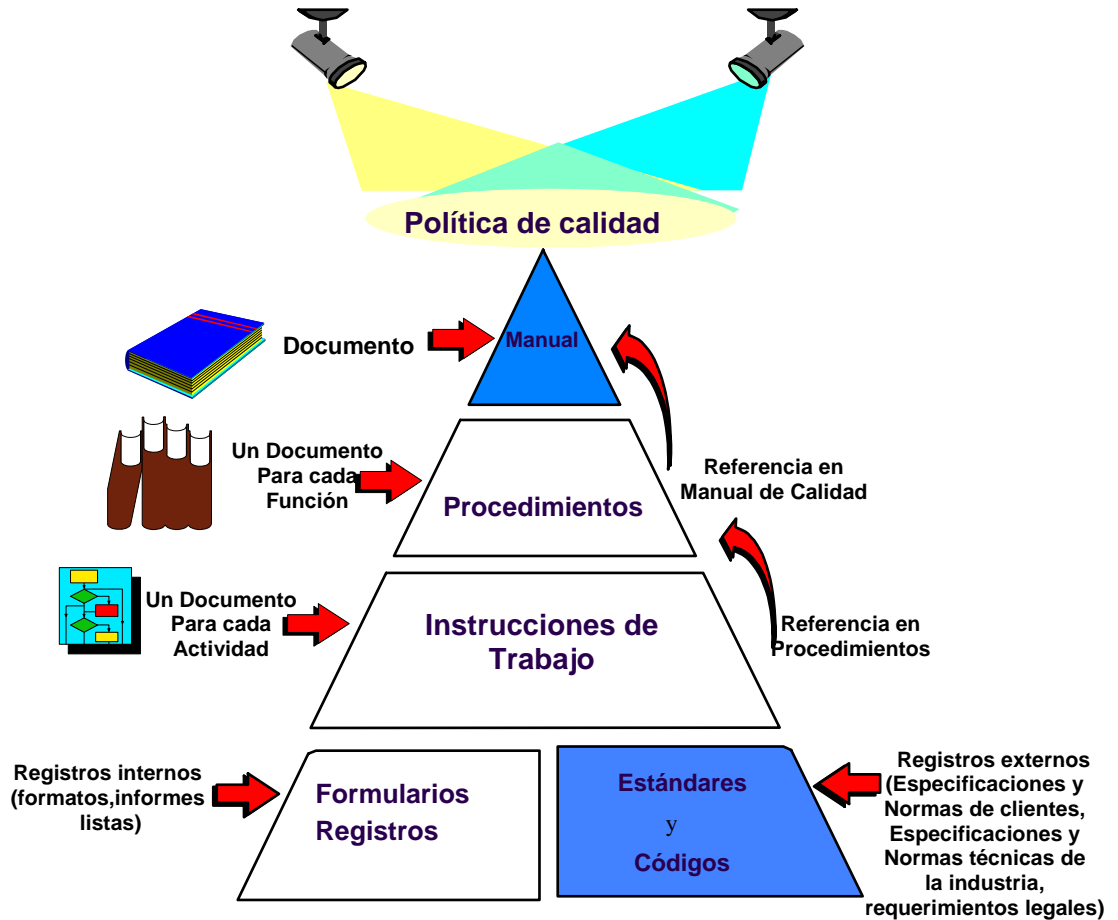 Política de calidad
Documento
Manual
Un Documento
Para cada
Función
Procedimientos
Referencia en
Manual de Calidad
Un Documento
Para cada
Actividad
Instrucciones de
Trabajo
Referencia en
Procedimientos
Registros internos
(formatos,informes
listas)
Formularios
Registros
Estándares
y
Códigos
Registros externos
(Especificaciones y
Normas de clientes,
Especificaciones y
Normas técnicas de
la industria,
requerimientos legales)